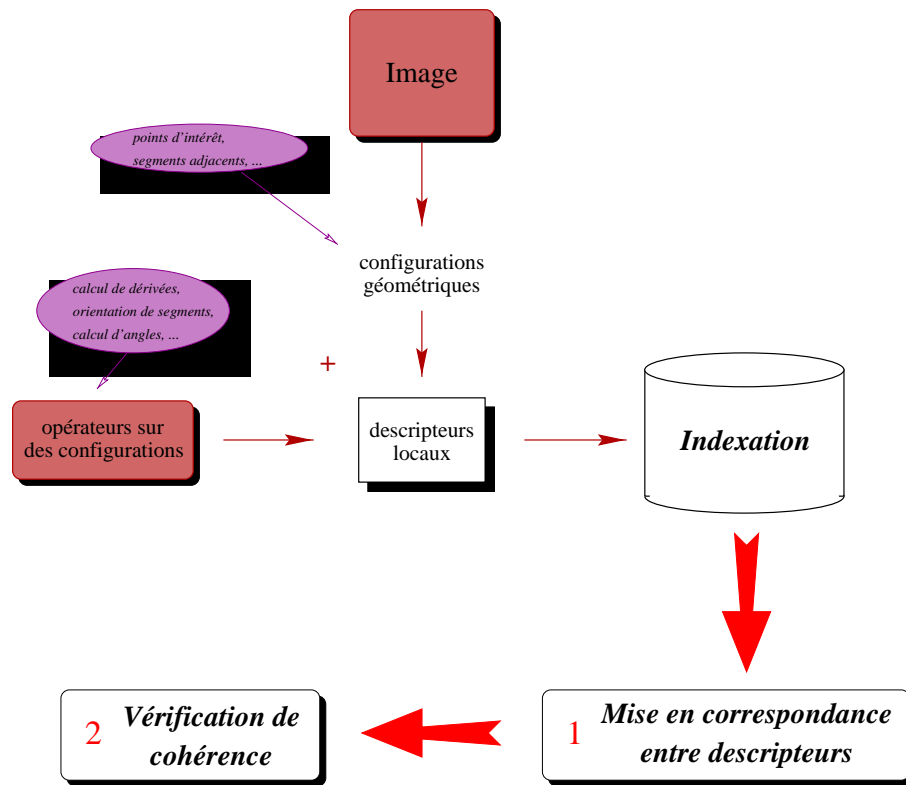 Image
points d'intérêt,
segments adjacents, ...
configurations
géométriques
calcul de dérivées,
orientation de segments,
calcul d'angles, ...
+
opérateurs sur
des configurations
descripteurs
locaux
Indexation
2 Vérification de
cohérence
1 Mise en correspondance
entre descripteurs